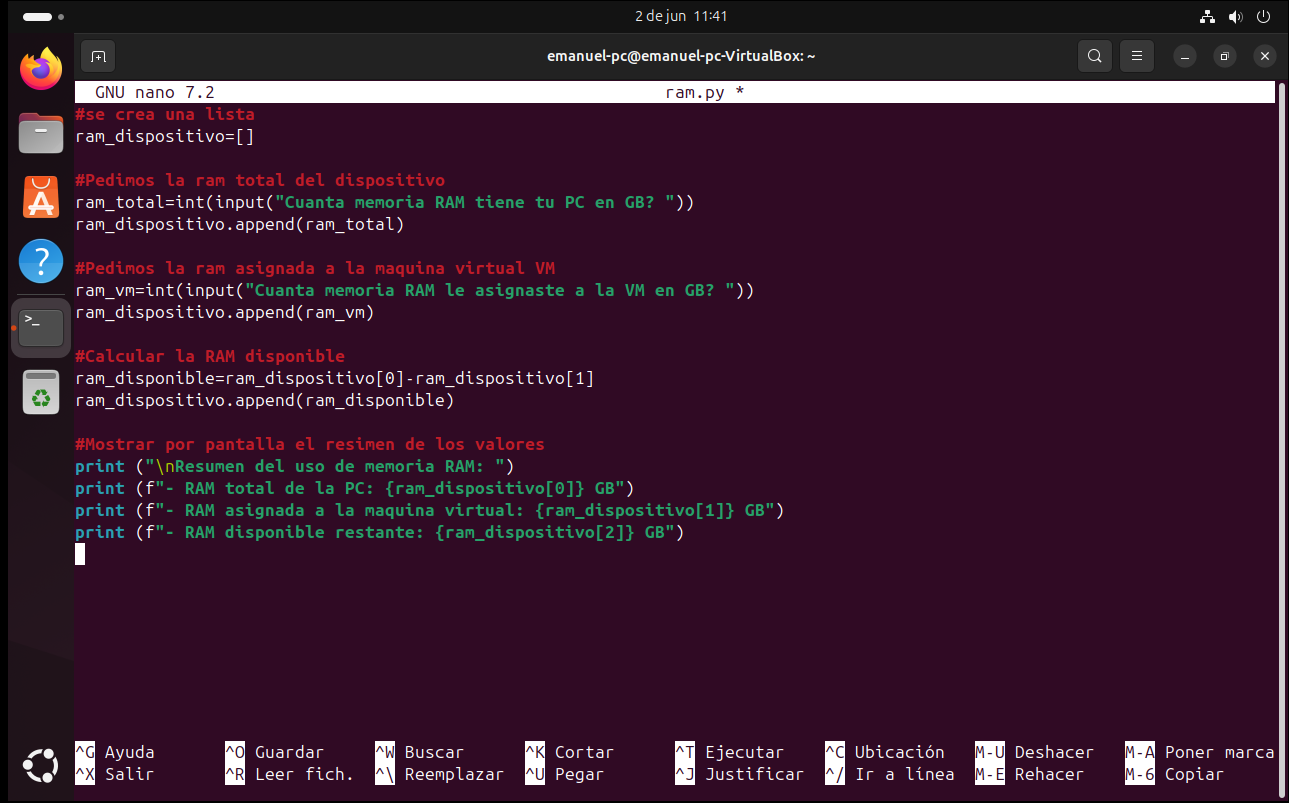 2 de jun 11:41
emanuel-pc@emanuel-pc-VirtualBox: ~
GNU nano 7.2 ram.py *
#se crea una lista
ram_dispositivo=[]
#Pedimos la ram total del dispositivo
ram_total=int(input("Cuanta memoria RAM tiene tu PC en GB? "))
ram_dispositivo.append(ram_total)
#Pedimos la ram asignada a la maquina virtual VM
ram_vm=int(input("Cuanta memoria RAM le asignaste a la VM en GB? "))
ram_dispositivo.append(ram_vm)
#Calcular la RAM disponible
ram_disponible=ram_dispositivo[0]-ram_dispositivo[1]
ram_dispositivo.append(ram_disponible)
#Mostrar por pantalla el resimen de los valores
print ("\nResumen del uso de memoria RAM: ")
print (f"- RAM total de la PC: {ram_dispositivo[0]} GB")
print (f"- RAM asignada a la maquina virtual: {ram_dispositivo[1]} GB")
print (f"- RAM disponible restante: {ram_dispositivo[2]} GB")
^G Ayuda ^O Guardar ^W Buscar ^K Cortar ^T Ejecutar ^C Ubicación M-U Deshacer M-A Poner marca
^X Salir ^R Leer fich. ^\ Reemplazar ^U Pegar ^J Justificar ^/ Ir a línea M-E Rehacer M-6 Copiar